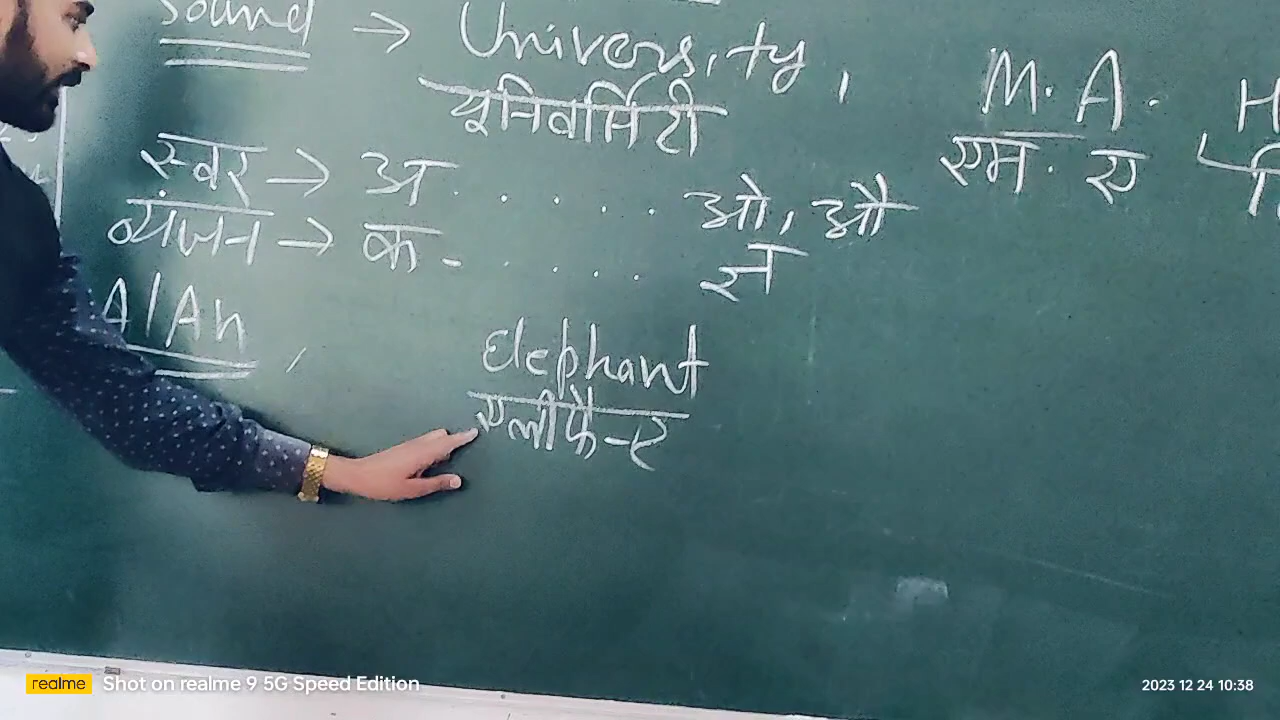 Sound → University,
यूनिवर्सिटी
M. A.
एम. ए
H
स्वर → अ . . . . . ओ, औ
व्यंजन → क - . . . . ज्ञ
A/An,
Elephant
एलीफैन्ट
realme Shot on realme 9 5G Speed Edition
2023 12 24 10:38